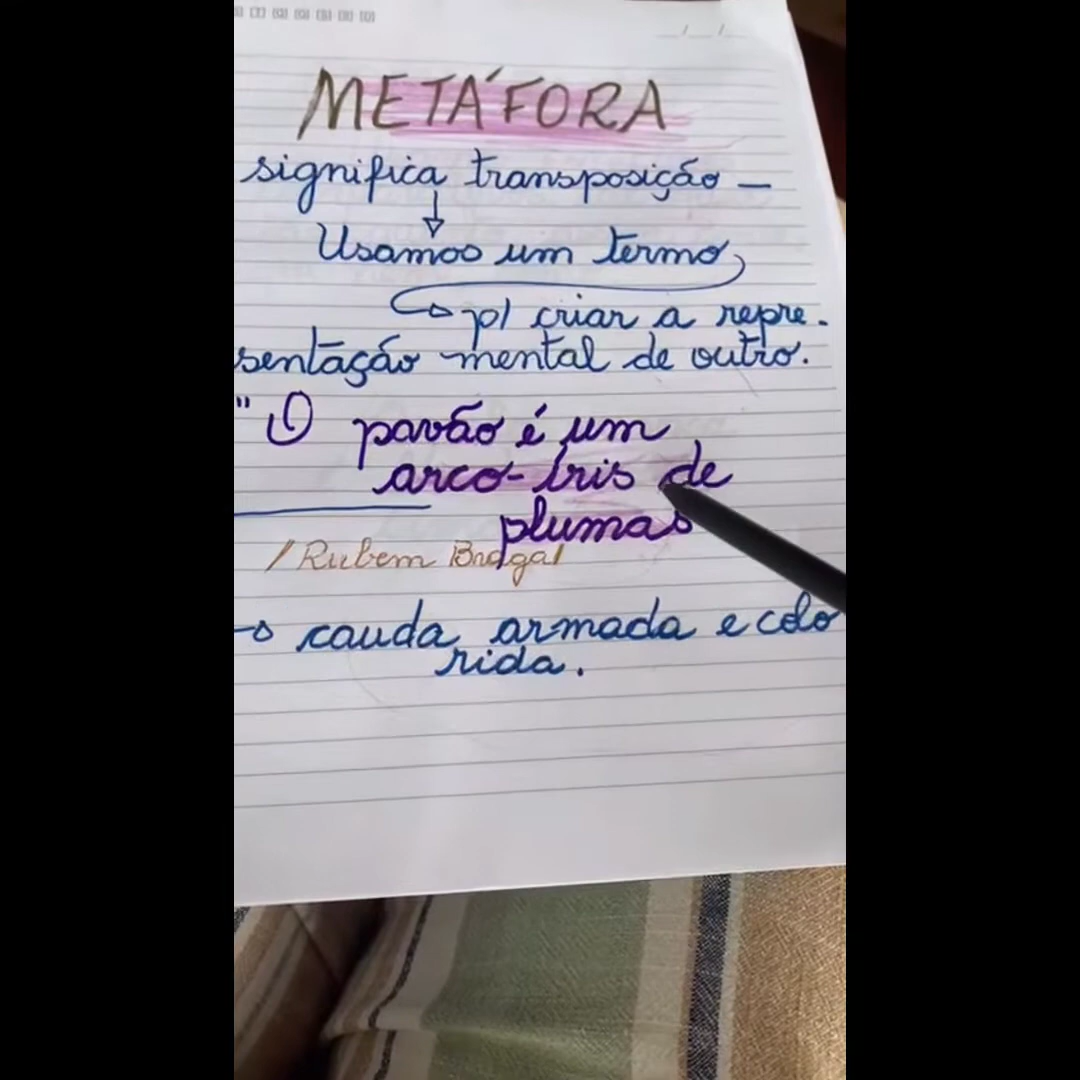 METÁFORA
significa transposição —
Usamos um termo
p/ criar a repre.
sentação mental de outro.
" O pavão é um
arco-íris de
plumas
/Rubem Braga/
cauda armada e colo
rida.